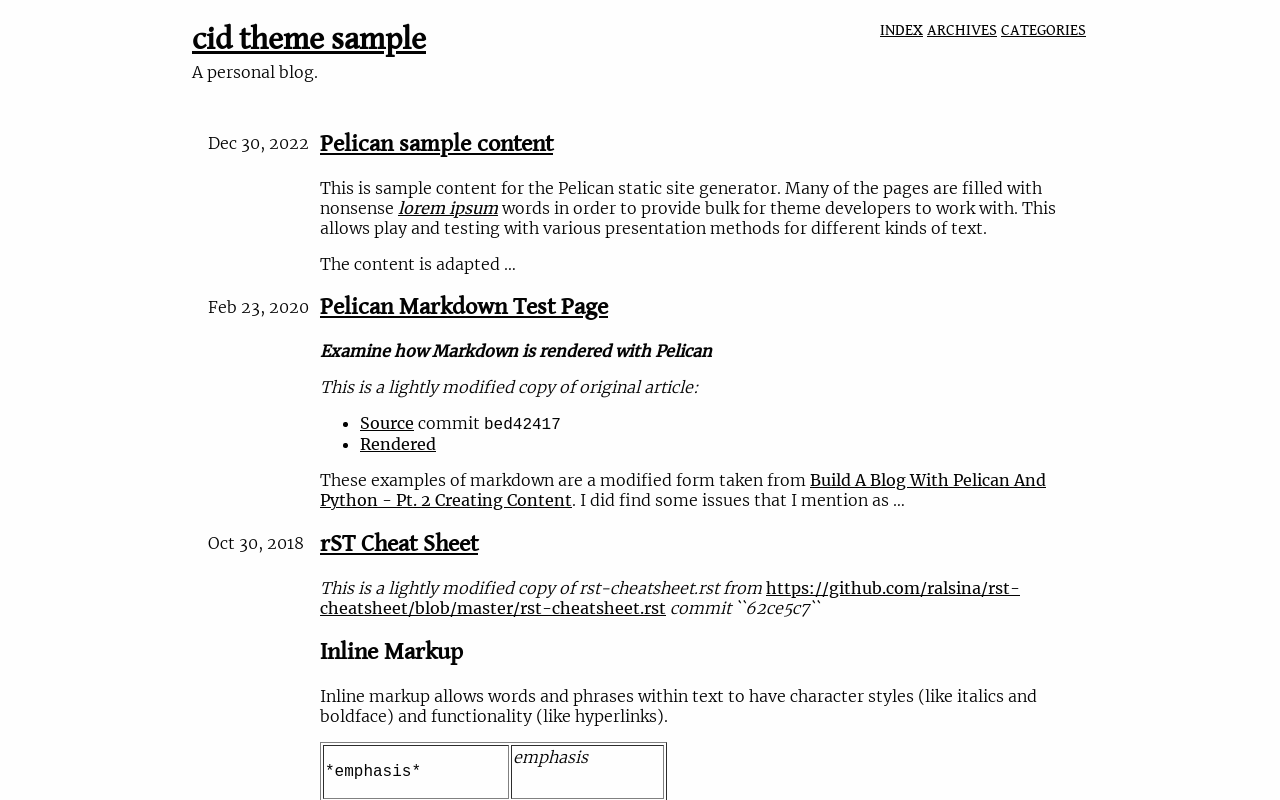 cid theme sample
INDEX ARCHIVES CATEGORIES
A personal blog.
Dec 30, 2022
Pelican sample content
This is sample content for the Pelican static site generator. Many of the pages are filled with
nonsense lorem ipsum words in order to provide bulk for theme developers to work with. This
allows play and testing with various presentation methods for different kinds of text.
The content is adapted ...
Feb 23, 2020
Pelican Markdown Test Page
Examine how Markdown is rendered with Pelican
This is a lightly modified copy of original article:
• Source commit bed42417
• Rendered
These examples of markdown are a modified form taken from Build A Blog With Pelican And
Python - Pt. 2 Creating Content. I did find some issues that I mention as ...
Oct 30, 2018
rST Cheat Sheet
This is a lightly modified copy of rst-cheatsheet.rst from https://github.com/ralsina/rst-
cheatsheet/blob/master/rst-cheatsheet.rst commit ``62ce5c7``
Inline Markup
Inline markup allows words and phrases within text to have character styles (like italics and
boldface) and functionality (like hyperlinks).
*emphasis*
emphasis